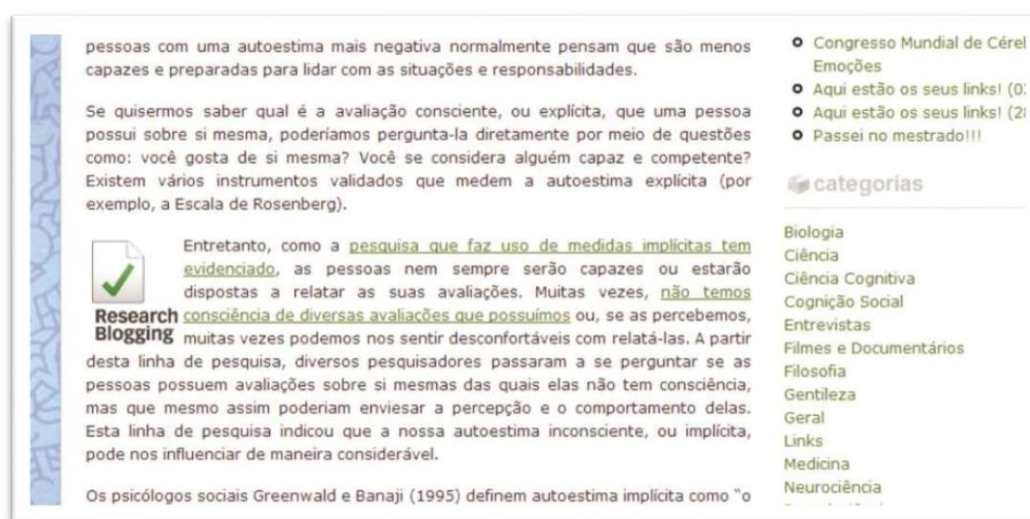 pessoas com uma autoestima mais negativa normalmente pensam que são menos
capazes e preparadas para lidar com as situações e responsabilidades.
Se quisermos saber qual é a avaliação consciente, ou explícita, que uma pessoa
possui sobre si mesma, poderíamos pergunta-la diretamente por meio de questões
como: você gosta de si mesma? Você se considera alguém capaz e competente?
Existem vários instrumentos validados que medem a autoestima explícita (por
exemplo, a Escala de Rosenberg).
Entretanto, como a pesquisa que faz uso de medidas implícitas tem
evidenciado, as pessoas nem sempre serão capazes ou estarão
dispostas a relatar as suas avaliações. Muitas vezes, não temos
consciência de diversas avaliações que possuímos ou, se as percebemos,
muitas vezes podemos nos sentir desconfortáveis com relatá-las. A partir
desta linha de pesquisa, diversos pesquisadores passaram a se perguntar se as
pessoas possuem avaliações sobre si mesmas das quais elas não tem consciência,
mas que mesmo assim poderiam enviesar a percepção e o comportamento delas.
Esta linha de pesquisa indicou que a nossa autoestima inconsciente, ou implícita,
pode nos influenciar de maneira considerável.
Os psicólogos sociais Greenwald e Banaji (1995) definem autoestima implícita como "o
Research
Blogging
Congresso Mundial de
Emoções
Aqui estão os seus links!
Aqui estão os seus links!
Passei no mestrado!!!
categorias
Biologia
Ciência
Ciência Cognitiva
Cognição Social
Entrevistas
Filmes e Documentários
Filosofia
Gentileza
Geral
Links
Medicina
Neurociência